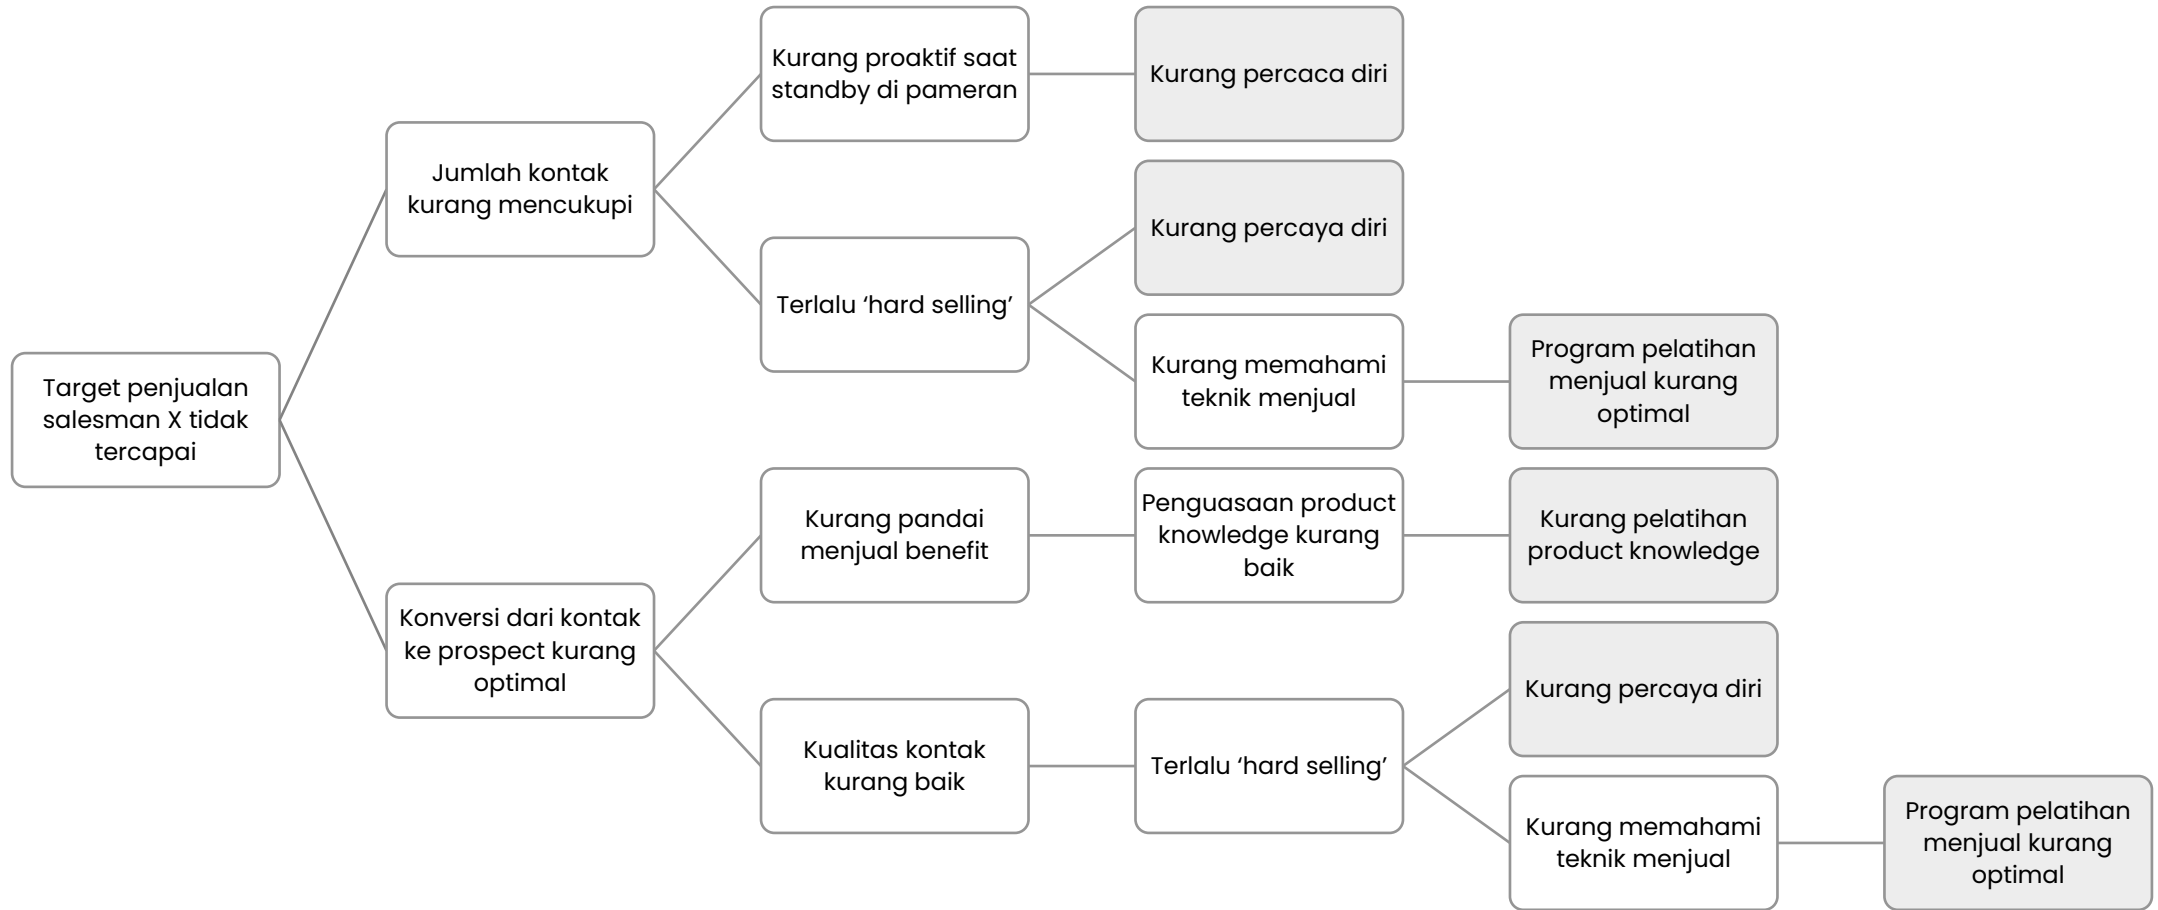 Kurang proaktif saat
standby di pameran
Kurang percaca diri
Jumlah kontak
kurang mencukupi
Kurang percaya diri
Terlalu ‘hard selling’
Kurang memahami
teknik menjual
Program pelatihan
menjual kurang
optimal
Target penjualan
salesman X tidak
tercapai
Kurang pandai
menjual benefit
Penguasaan product
knowledge kurang
baik
Kurang pelatihan
product knowledge
Konversi dari kontak
ke prospect kurang
optimal
Kurang percaya diri
Kualitas kontak
kurang baik
Terlalu ‘hard selling’
Kurang memahami
teknik menjual
Program pelatihan
menjual kurang
optimal